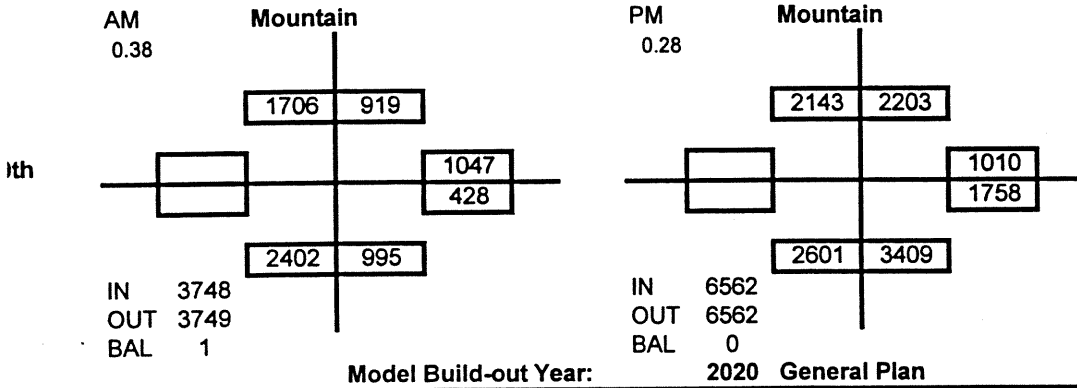 AM Mountain PM Mountain
0.38 0.28
1706 919 2143 2203
1047 1010
428 1758
2402 995 2601 3409
IN 3748 IN 6562
OUT 3749 OUT 6562
BAL 1 BAL 0
Model Build-out Year: 2020 General Plan